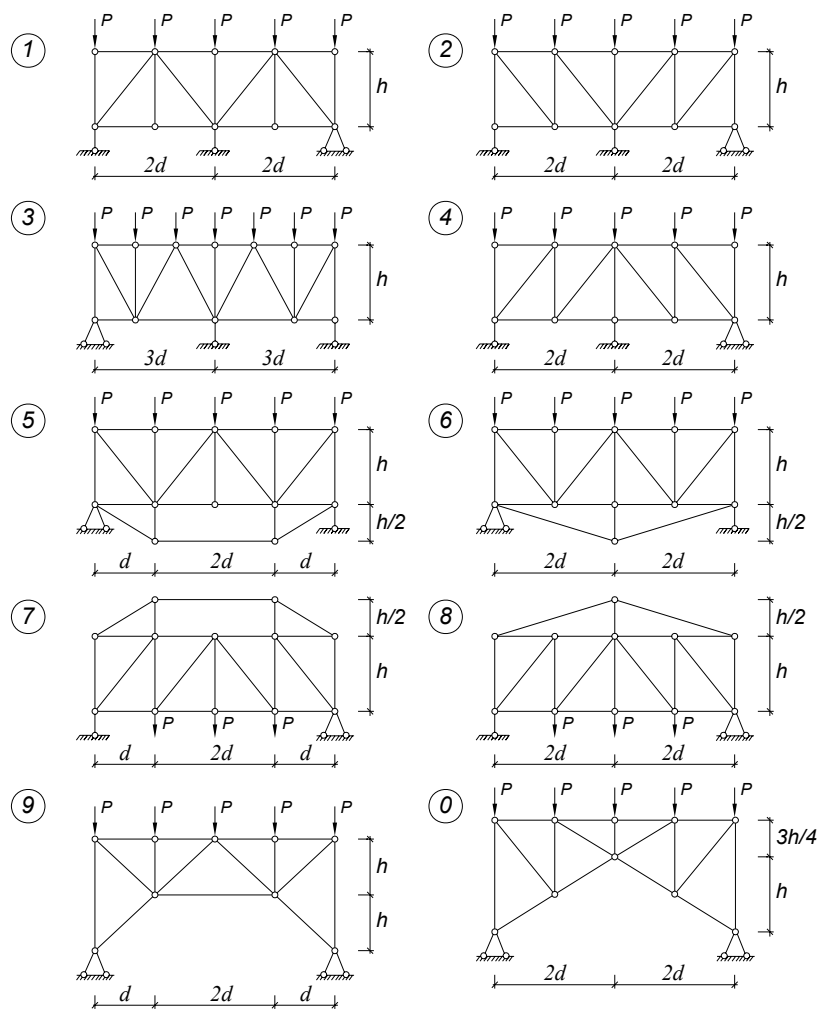 1 P P P P P h 2d 2d
2 P P P P P h 2d 2d
3 P P P P P P P h 3d 3d
4 P P P P P h 2d 2d
5 P P P P P h h/2 d 2d d
6 P P P P P h h/2 2d 2d
7 h/2 h P P P d 2d d
8 h/2 h P P P 2d 2d
9 P P P P P h h d 2d d
0 P P P P P 3h/4 h 2d 2d